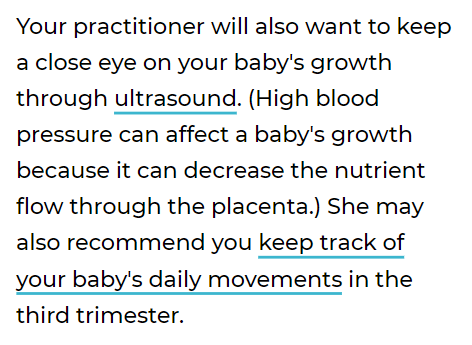 Your practitioner will also want to keep
a close eye on your baby's growth
through ultrasound. (High blood
pressure can affect a baby's growth
because it can decrease the nutrient
flow through the placenta.) She may
also recommend you keep track of
your baby's daily movements in the
third trimester.